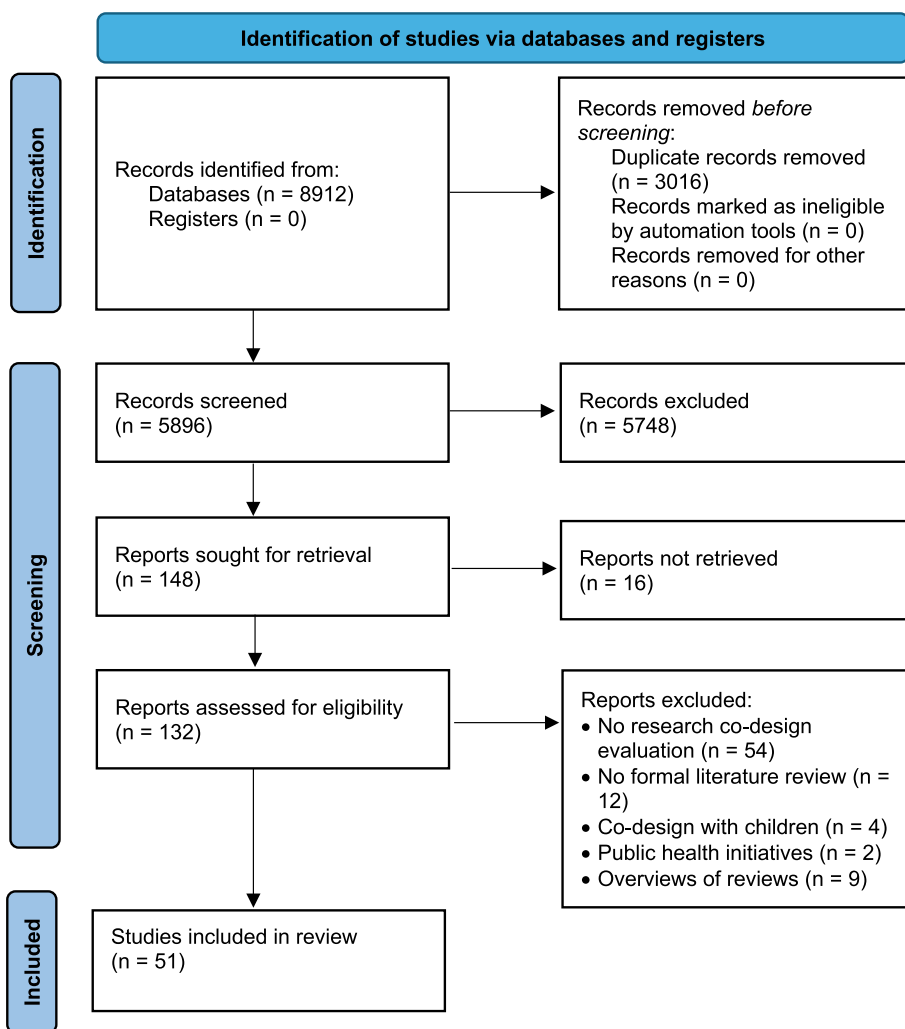 Identification of studies via databases and registers
Identification
Records identified from:
Databases (n = 8912)
Registers (n = 0)
Records removed before
screening:
Duplicate records removed
(n = 3016)
Records marked as ineligible
by automation tools (n = 0)
Records removed for other
reasons (n = 0)
Screening
Records screened
(n = 5896)
Records excluded
(n = 5748)
Reports sought for retrieval
(n = 148)
Reports not retrieved
(n = 16)
Reports assessed for eligibility
(n = 132)
Reports excluded:
• No research co-design
evaluation (n = 54)
• No formal literature review (n =
12)
• Co-design with children (n = 4)
• Public health initiatives (n = 2)
• Overviews of reviews (n = 9)
Included
Studies included in review
(n = 51)